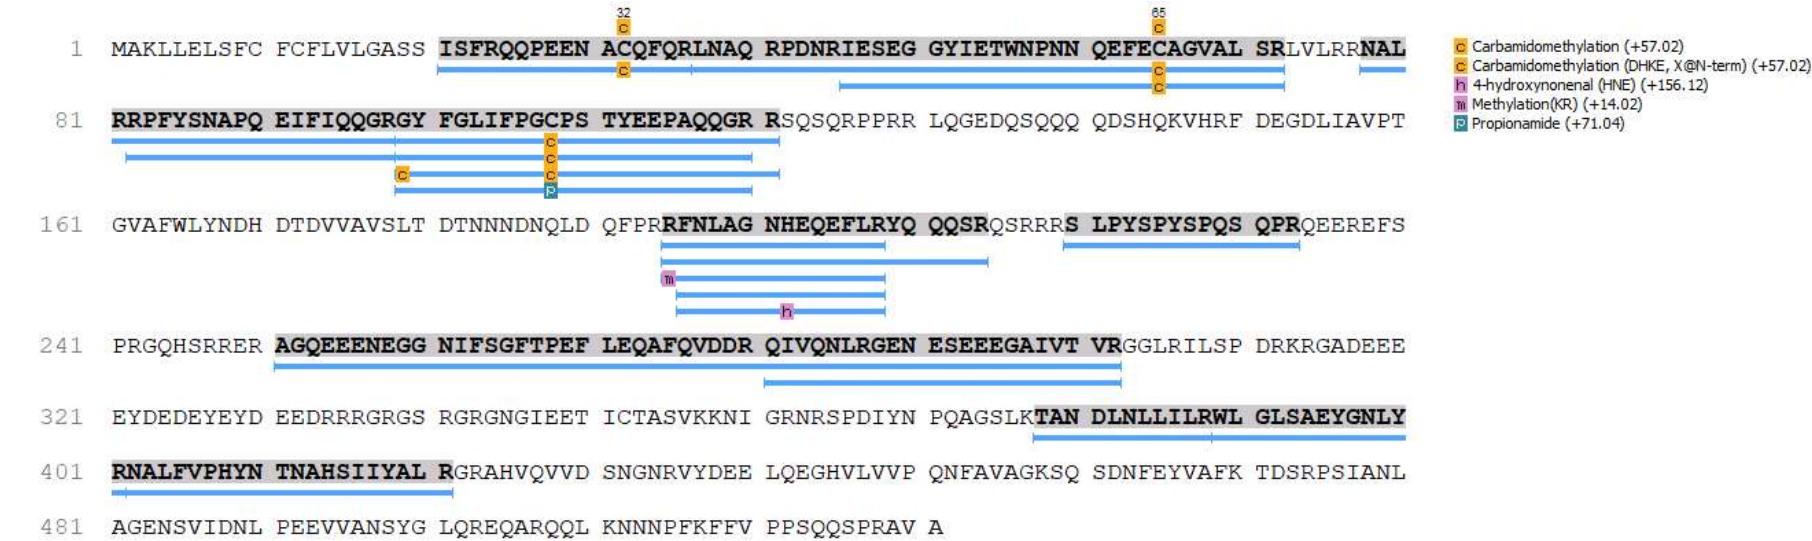 32 65
c c
1 MAKLLELSFC FCFLVLGASS ISFRQQPEEN ACQFQRLNAQ RPDNRIESEG GYIETWNPNN QEFECAGVAL SRLVLRRNAL
c c
c
c Carbamidomethylation (+57.02)
c Carbamidomethylation (DHKE, X@N-term) (+57.02)
h 4-hydroxynonenal (HNE) (+156.12)
m Methylation(KR) (+14.02)
p Propionamide (+71.04)
81 RRPFYSNAPQ EIFIQQGRGY FGLIFPGCPS TYEEPAQQGR RSQSQRPPRR LQGEDQSQQQ QDSHQKVHRF DEGDLIAVPT
c
c
c c
p
161 GVAFWLYNDH DTDVVAVSLT DTNNNDNQLD QFPRRFNLAG NHEQEFLRYQ QQSRQSRRRS LPYSPYSPQS QPRQEEREFS
m
h
241 PRGQHSRRER AGQEEENEGG NIFSGFTPEF LEQAFQVDDR QIVQNLRGEN ESEEEGAIVT VRGGLRILSP DRKRGADEEE
321 EYDEDEYEYD EEDRRRGRGS RGRGNGIEET ICTASVKKNI GRNRSPDIYN PQAGSLKTAN DLNLLILRWL GLSAEYGNLY
401 RNALFVPHYN TNAHSIIYAL RGRAHVQVVD SNGNRVYDEE LQEGHVLVVP QNFAVAGKSQ SDNFEYVAFK TDSRPSIANL
481 AGENSVIDNL PEEVVANSYG LQREQARQQL KNNNPFKFFV PPSQQSPRAV A